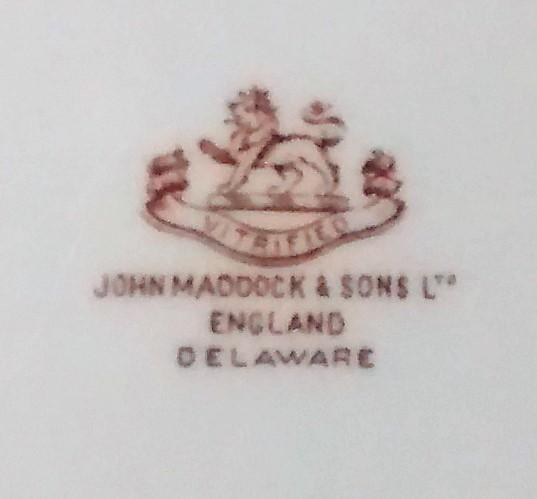 VITRIFIED
JOHN MADDOCK & SONS LTD
ENGLAND
DELAWARE